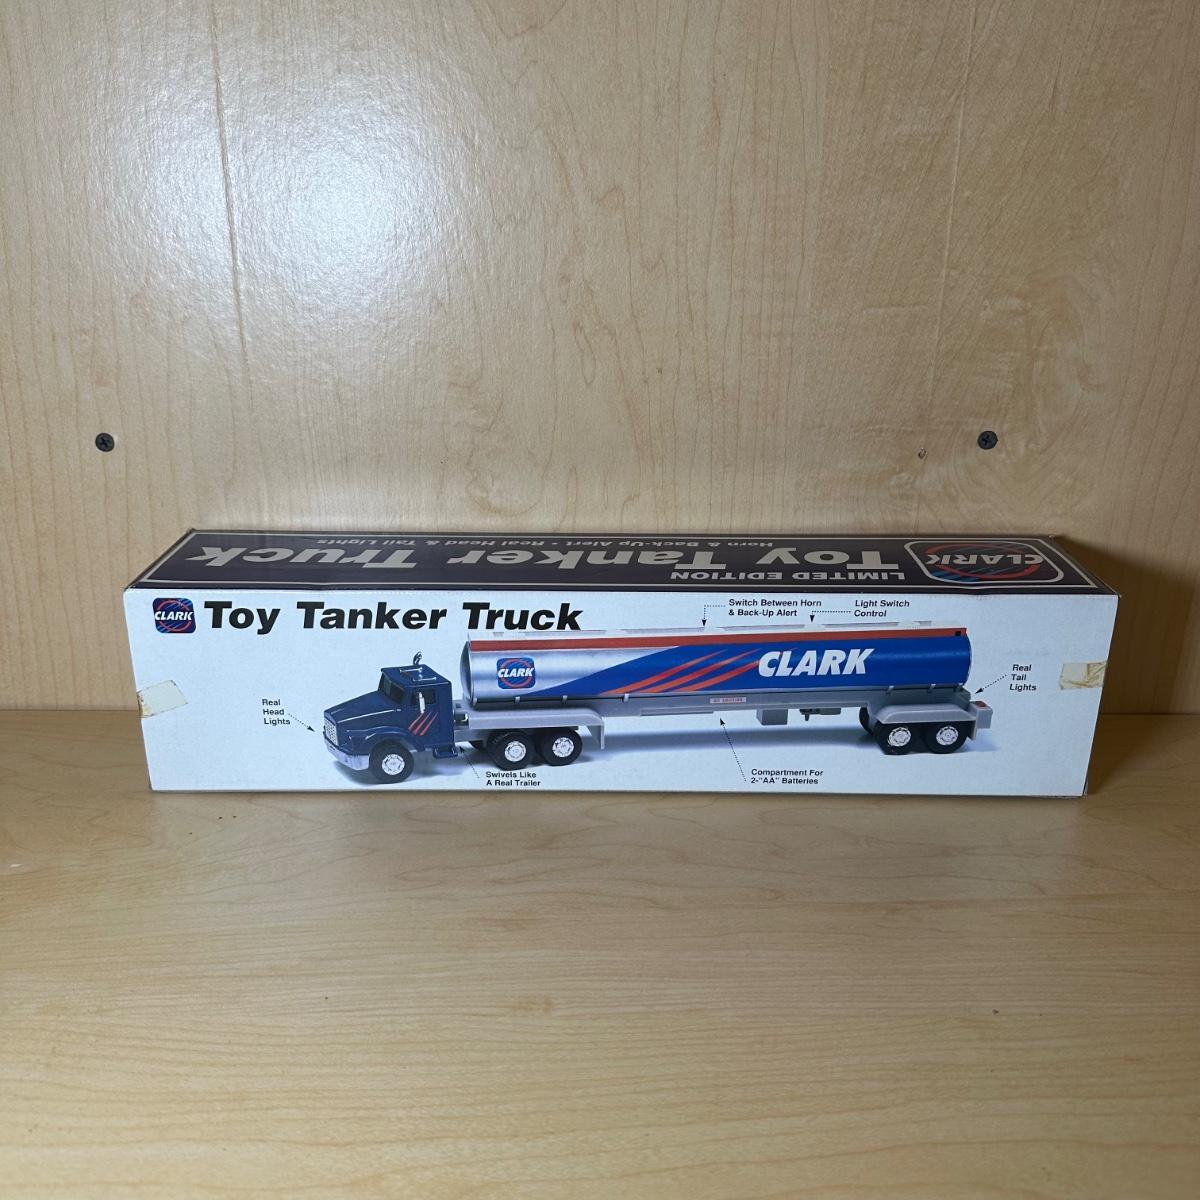 CLARK
LIMITED EDITION
Toy Tanker Truck
Horn & Back-Up Alert • Real Head & Tail Lights
CLARK
Toy Tanker Truck
Switch Between Horn
& Back-Up Alert
Light Switch
Control
CLARK
CLARK
Real
Tail
Lights
Real
Head
Lights
Swivels Like
A Real Trailer
Compartment For
2-"AA" Batteries